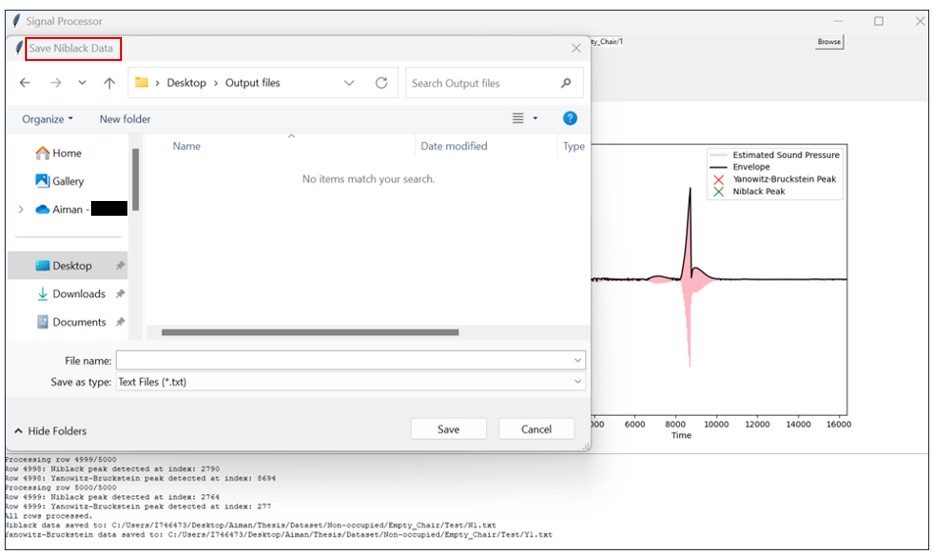 Signal Processor
Save Niblack Data
ty_Chair/T
Browse
Desktop > Output files
Search Output files
Organize
New folder
Name
Date modified
Type
No items match your search.
Home
Gallery
Aiman -
Desktop
Downloads
Documents
File name:
Save as type: Text Files (*.txt)
Hide Folders
Save
Cancel
Estimated Sound Pressure
Envelope
Yanowitz-Bruckstein Peak
Niblack Peak
6000 8000 10000 12000 14000 16000
Time
Processing row 4999/5000
Row 4998: Niblack peak detected at index: 2790
Row 4998: Yanowitz-Bruckstein peak detected at index: 8694
Processing row 5000/5000
Row 4999: Niblack peak detected at index: 2764
Row 4999: Yanowitz-Bruckstein peak detected at index: 277
All rows processed.
Niblack data saved to: C:/Users/I746473/Desktop/Aiman/Thesis/Dataset/Non-occupied/Empty_Chair/Test/Ni.txt
Yanowitz-Bruckstein data saved to: C:/Users/I746473/Desktop/Aiman/Thesis/Dataset/Non-occupied/Empty_Chair/Test/Yi.txt